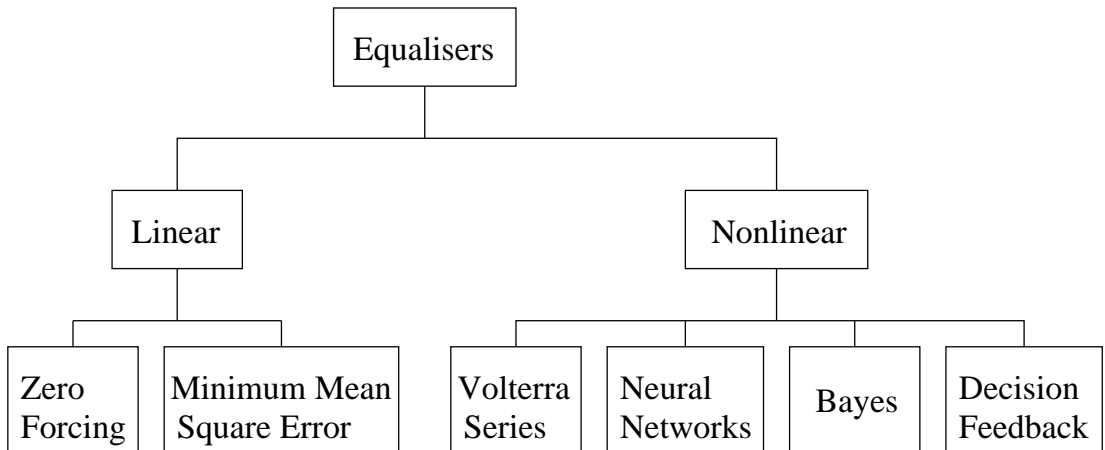 Equalisers
Linear
Nonlinear
Zero
Forcing
Minimum Mean
Square Error
Volterra
Series
Neural
Networks
Bayes
Decision
Feedback